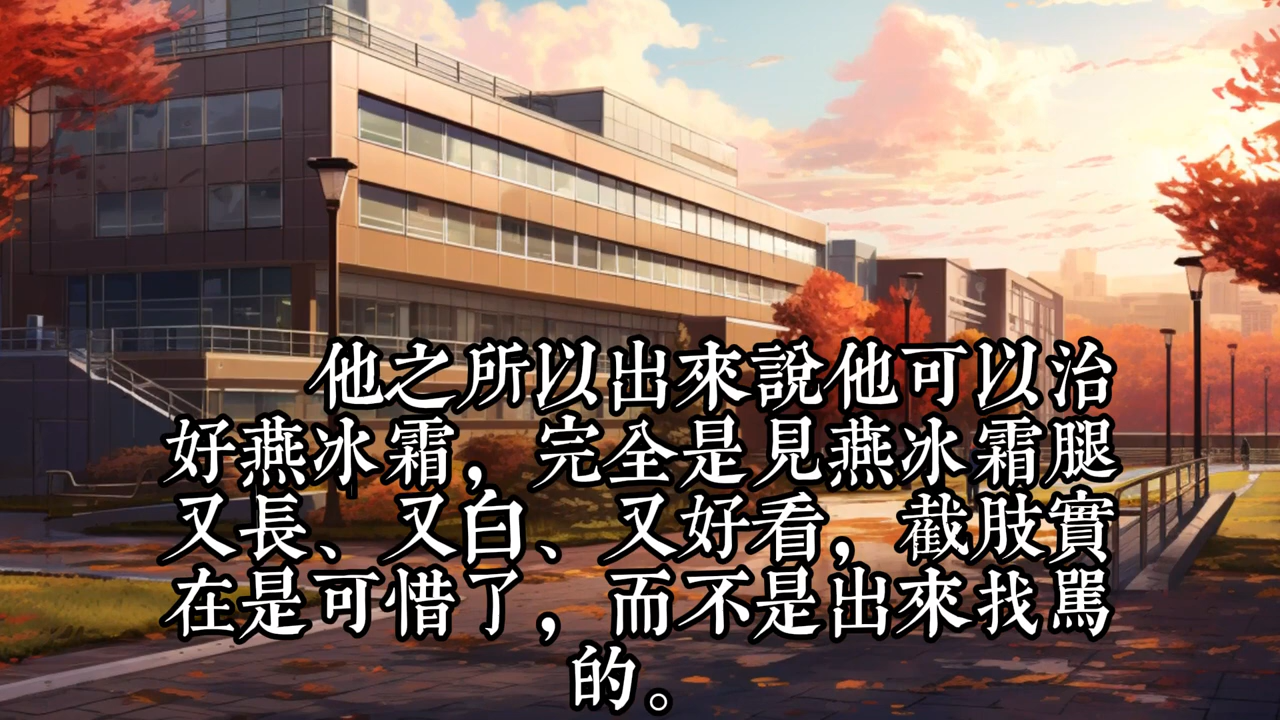 他之所以出來說他可以治
好燕冰霜，完全是見燕冰霜腿
又長、又白、又好看，截肢實
在是可惜了，而不是出來找罵
的。